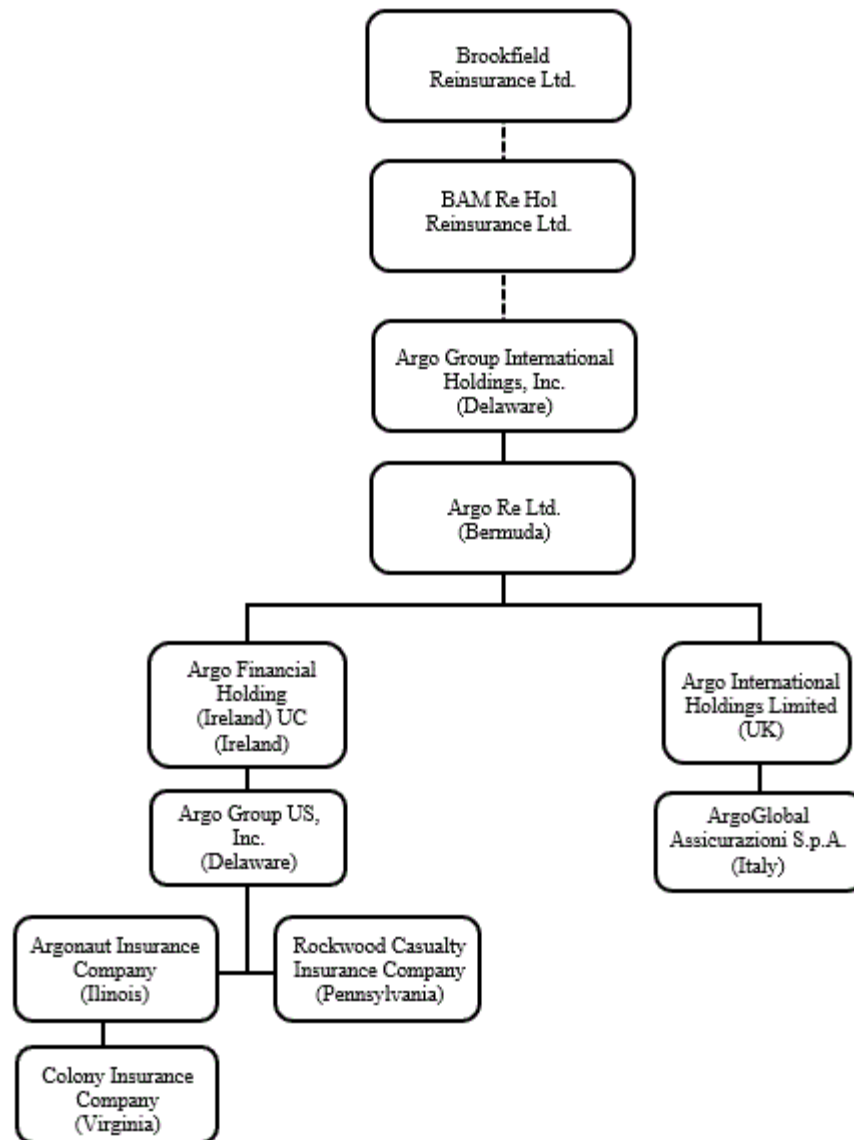 Brookfield
Reinsurance Ltd.
BAM Re Hol
Reinsurance Ltd.
Argo Group International
Holdings, Inc.
(Delaware)
Argo Re Ltd.
(Bermuda)
Argo Financial
Holding
(Ireland) UC
(Ireland)
Argo International
Holdings Limited
(UK)
Argo Group US,
Inc.
(Delaware)
ArgoGlobal
Assicurazioni S.p.A.
(Italy)
Argonaut Insurance
Company
(Ilinois)
Rockwood Casualty
Insurance Company
(Pennsylvania)
Colony Insurance
Company
(Virginia)